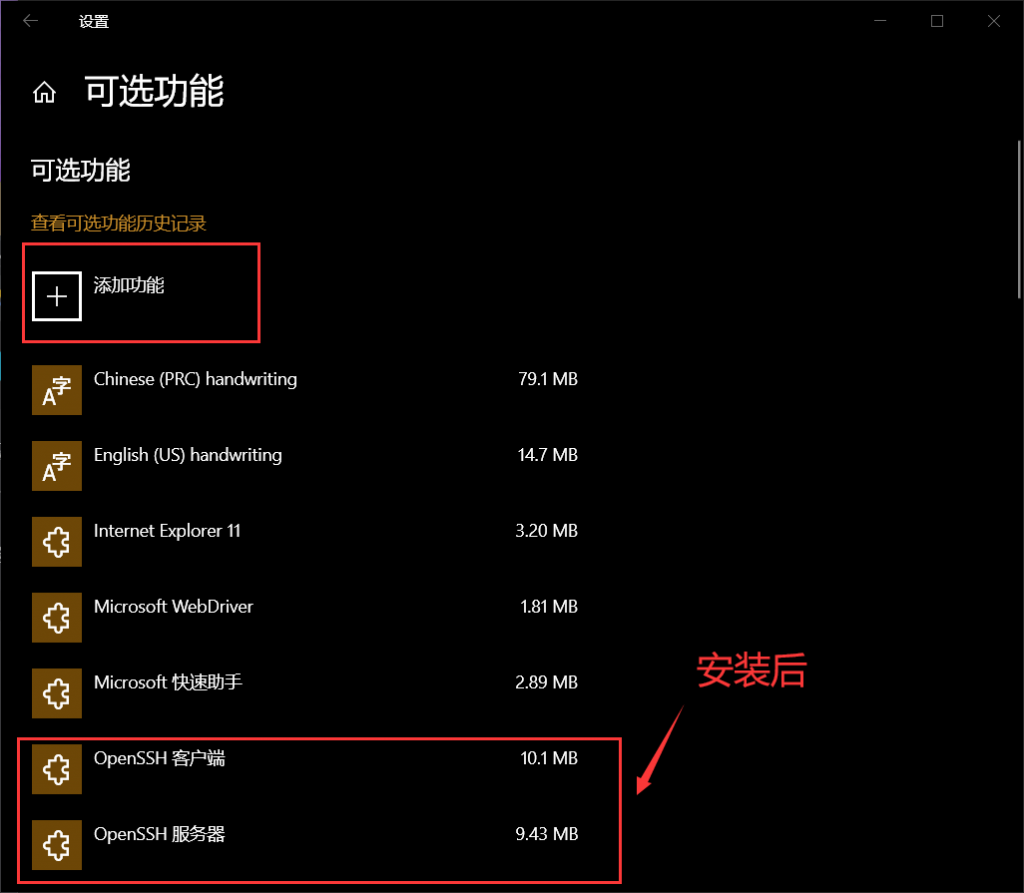 设置
可选功能
可选功能
查看可选功能历史记录
添加功能
Chinese (PRC) handwriting 79.1 MB
English (US) handwriting 14.7 MB
Internet Explorer 11 3.20 MB
Microsoft WebDriver 1.81 MB
Microsoft 快速助手 2.89 MB
安装后
OpenSSH 客户端 10.1 MB
OpenSSH 服务器 9.43 MB